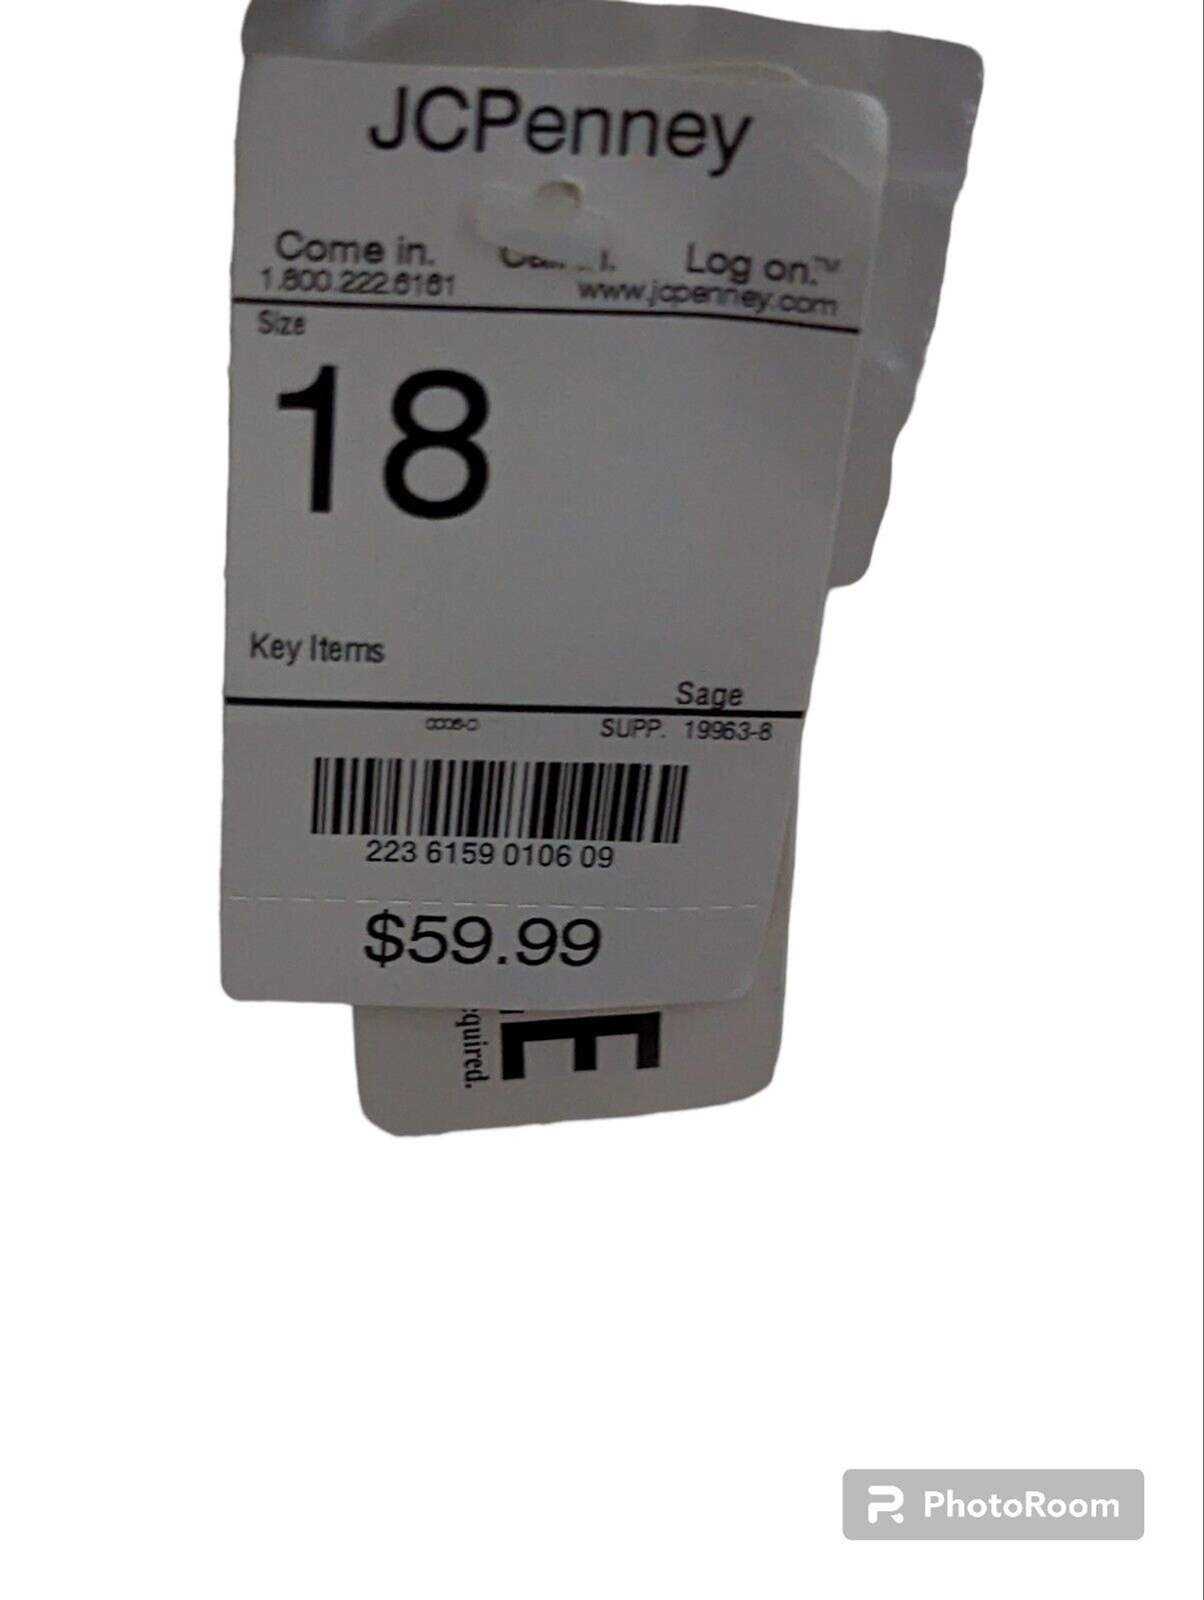 JCPenney
Come in. Log on.™
1.800.222.6161 www.jcpenney.com
Size
18
Key Items
Sage
SUPP. 19963-8
223 6159 0106 09
$59.99
E
PhotoRoom